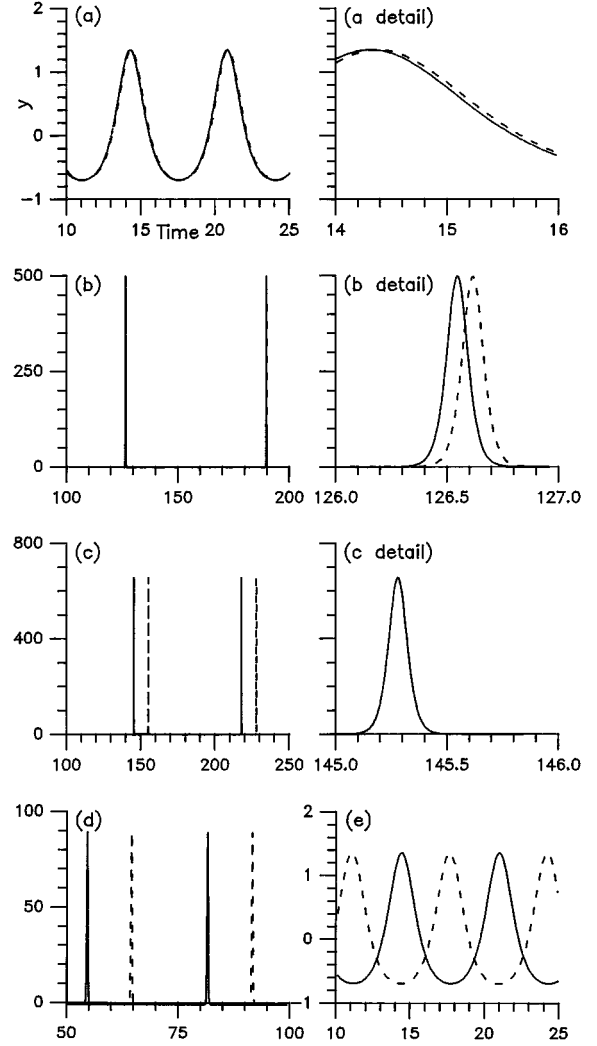 2 (a) (a detail)
1
y
0
-1
10 15 Time 20 25 14 15 16
500 (b) (b detail)
250
0
100 150 200 126.0 126.5 127.0
800 (c) (c detail)
400
0
100 150 200 250 145.0 145.5 146.0
100 (d) 2 (e)
1
50 0
0 -1
50 75 100 10 15 20 25